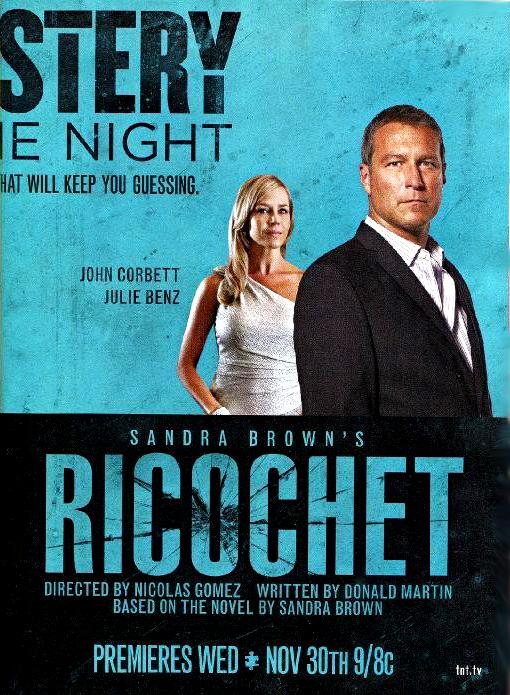 STERY
E NIGHT
HAT WILL KEEP YOU GUESSING.
JOHN CORBETT
JULIE BENZ
SANDRA BROWN'S
RICOCHET
DIRECTED BY NICOLAS GOMEZ WRITTEN BY DONALD MARTIN
BASED ON THE NOVEL BY SANDRA BROWN
PREMIERES WED * NOV 30TH 9/8C
tnt.tv